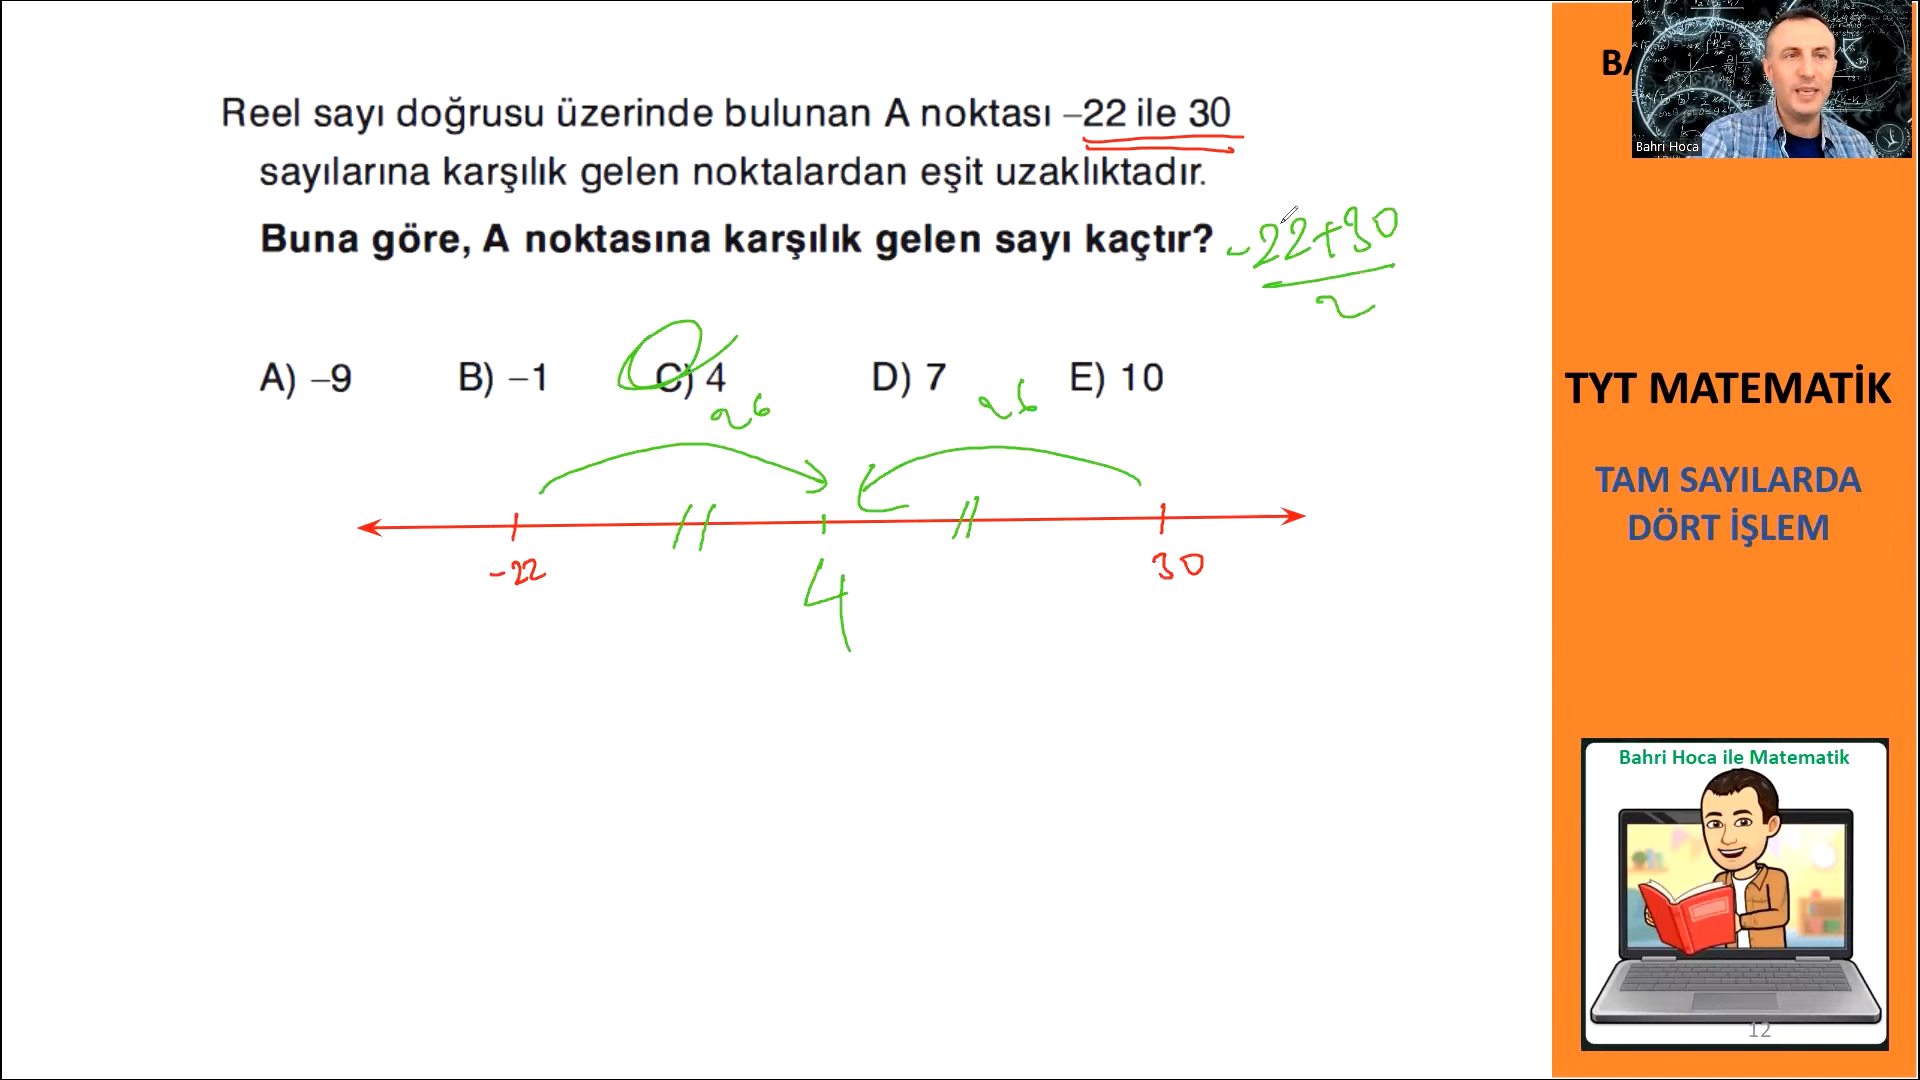 Reel sayı doğrusu üzerinde bulunan A noktası –22 ile 30
sayılarına karşılık gelen noktalardan eşit uzaklıktadır.
Buna göre, A noktasına karşılık gelen sayı kaçtır?
-22+30
2
A) –9 B) –1 C) 4 D) 7 E) 10
26 26
-22 4 30
Bahri Hoca
TYT MATEMATİK
TAM SAYILARDA
DÖRT İŞLEM
Bahri Hoca ile Matematik
12